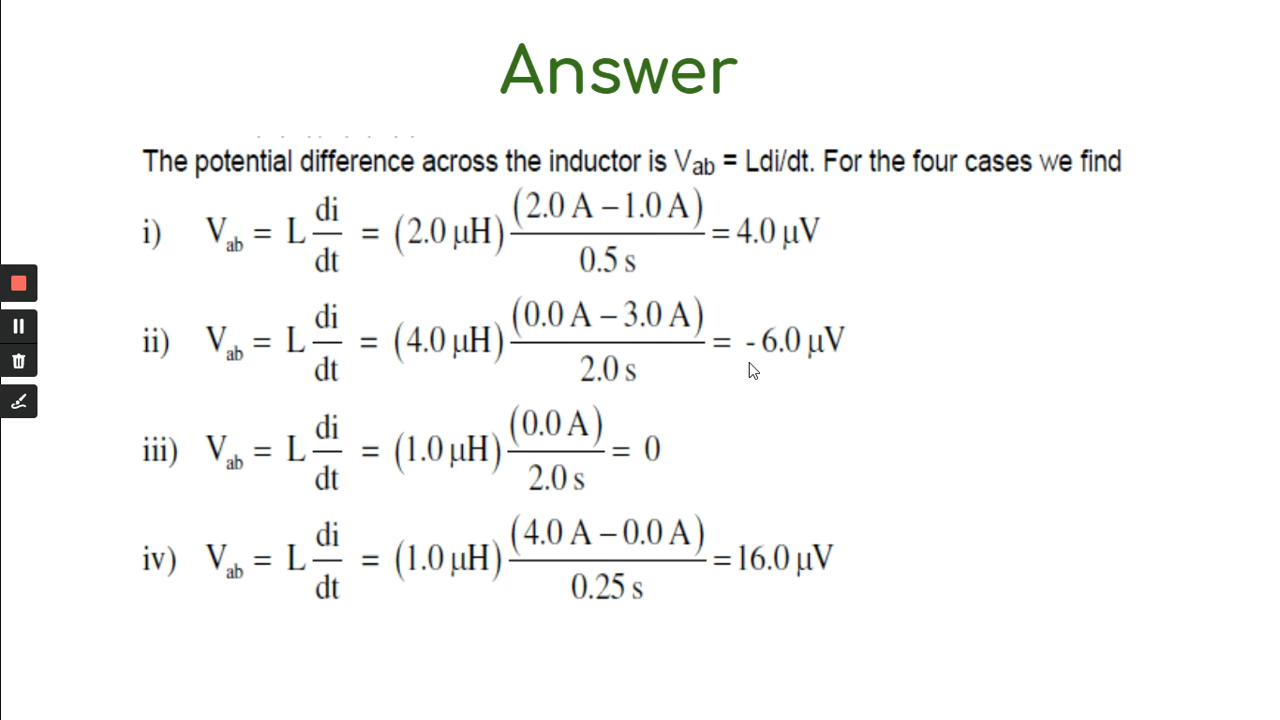 Answer
The potential difference across the inductor is Vab = Ldi/dt. For the four cases we find
i) Vab = L di/dt = (2.0 µH) (2.0 A – 1.0 A)/0.5 s = 4.0 µV
ii) Vab = L di/dt = (4.0 µH) (0.0 A – 3.0 A)/2.0 s = - 6.0 µV
iii) Vab = L di/dt = (1.0 µH) (0.0 A)/2.0 s = 0
iv) Vab = L di/dt = (1.0 µH) (4.0 A – 0.0 A)/0.25 s = 16.0 µV